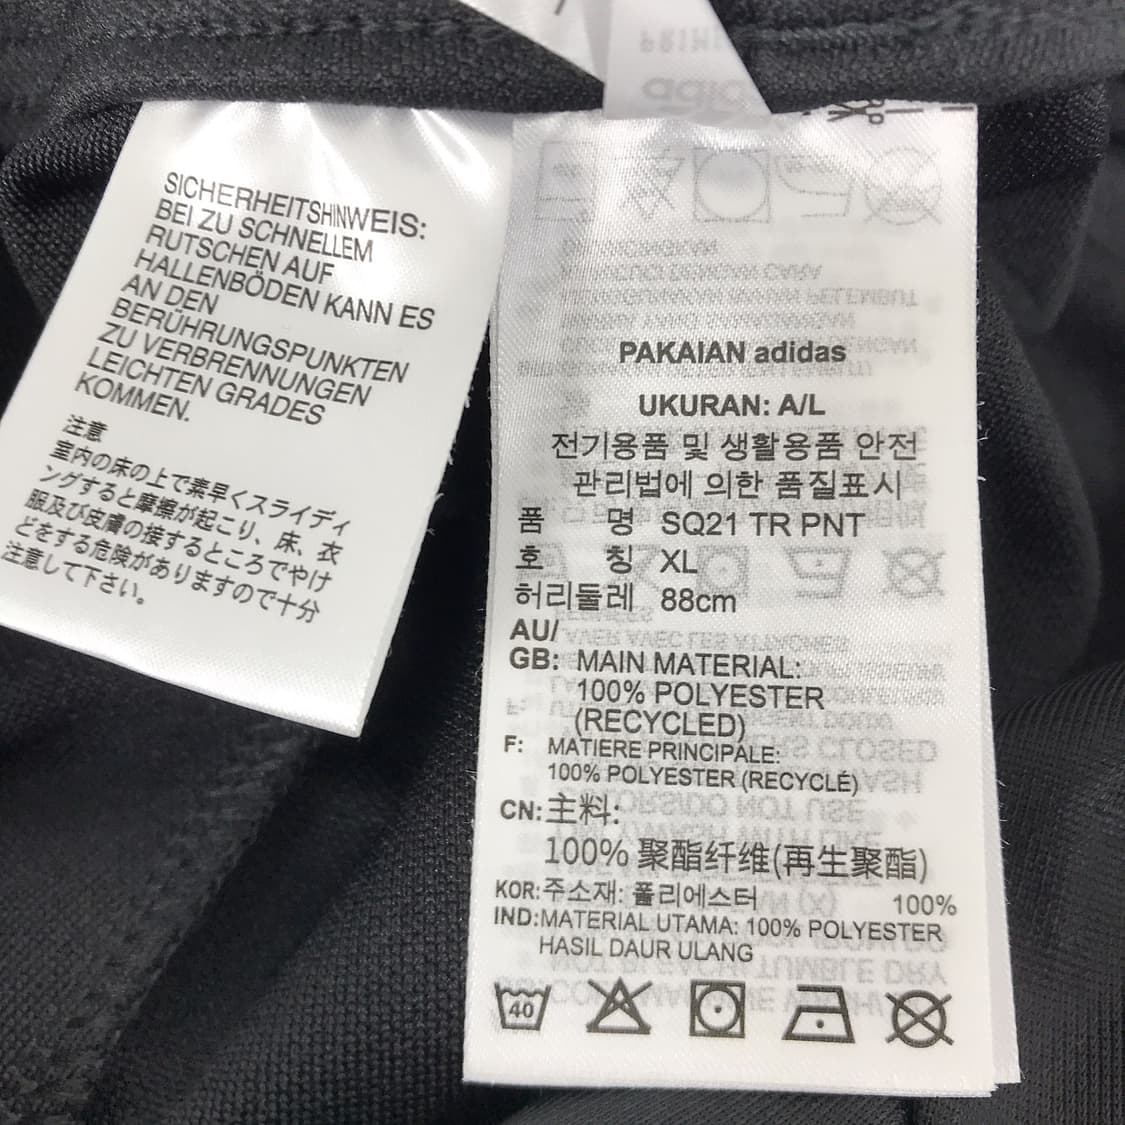 SICHERHEITSHINWEIS:
BEI ZU SCHNELLEM
RUTSCHEN AUF
HALLENBÖDEN KANN ES
AN DEN
BERÜHRUNGSPUNKTEN
ZU VERBRENNUNGEN
LEICHTEN GRADES
KOMMEN.
注意
室内の床の上で素早くスライディ
ングすると摩擦が起こり、床、衣
服及び皮膚の接するところでやけ
どをする危険がありますので十分
注意して下さい。
PAKAIAN adidas
UKURAN: A/L
전기용품 및 생활용품 안전
관리법에 의한 품질표시
품 명 SQ21 TR PNT
호 칭 XL
허리둘레 88cm
AU/
GB: MAIN MATERIAL:
100% POLYESTER
(RECYCLED)
F: MATIERE PRINCIPALE:
100% POLYESTER (RECYCLÉ)
CN:主料:
100% 聚酯纤维(再生聚酯)
KOR:주소재: 폴리에스터 100%
IND:MATERIAL UTAMA: 100% POLYESTER
HASIL DAUR ULANG
40